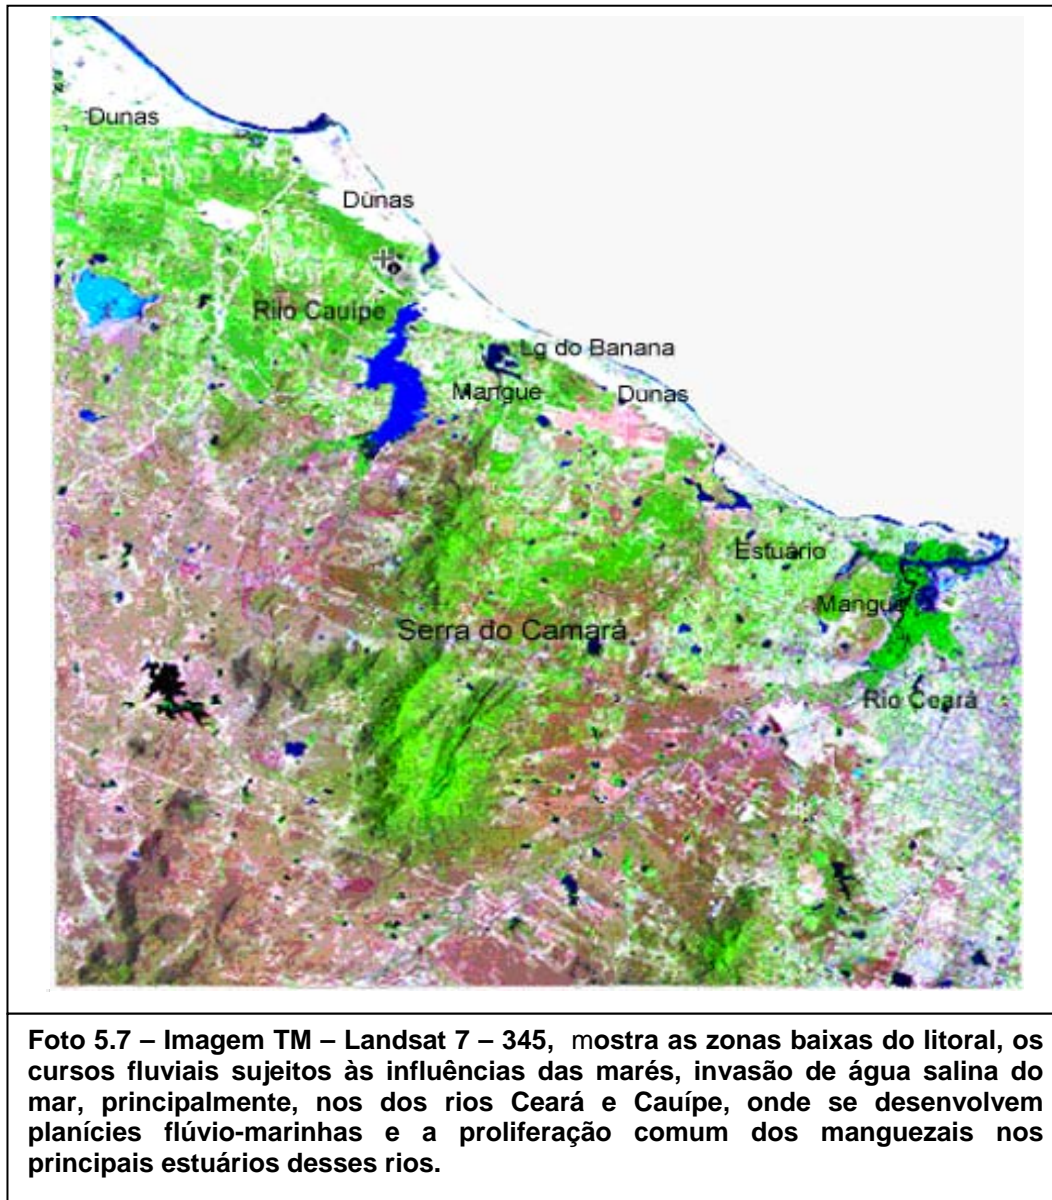 Dunas
Dunas
Riio Cauípe
Lg do Banana
Mangue
Dunas
Estuário
Mangue
Serra do Camará
Rio Ceará
Foto 5.7 – Imagem TM – Landsat 7 – 345, mostra as zonas baixas do litoral, os
cursos fluviais sujeitos às influências das marés, invasão de água salina do
mar, principalmente, nos dos rios Ceará e Cauípe, onde se desenvolvem
planícies flúvio-marinhas e a proliferação comum dos manguezais nos
principais estuários desses rios.